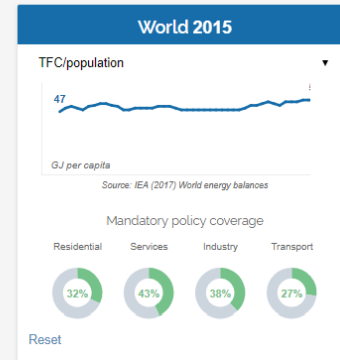 World 2015
TFC/population
47
GJ per capita
Source: IEA (2017) World energy balances
Mandatory policy coverage
Residential Services Industry Transport
32% 43% 38% 27%
Reset